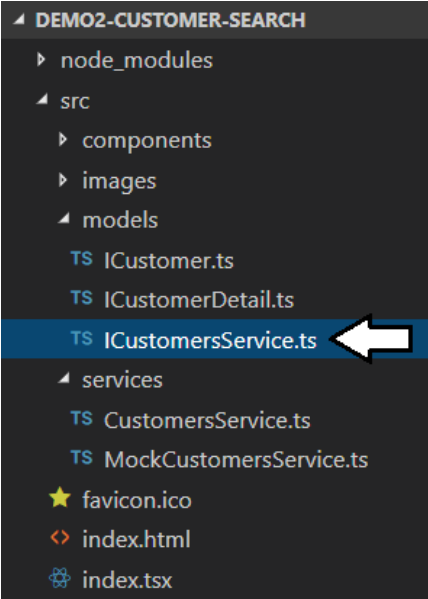 DEMO2-CUSTOMER-SEARCH
node_modules
src
components
images
models
TS ICustomer.ts
TS ICustomerDetail.ts
TS ICustomersService.ts
services
TS CustomersService.ts
TS MockCustomersService.ts
favicon.ico
index.html
index.tsx